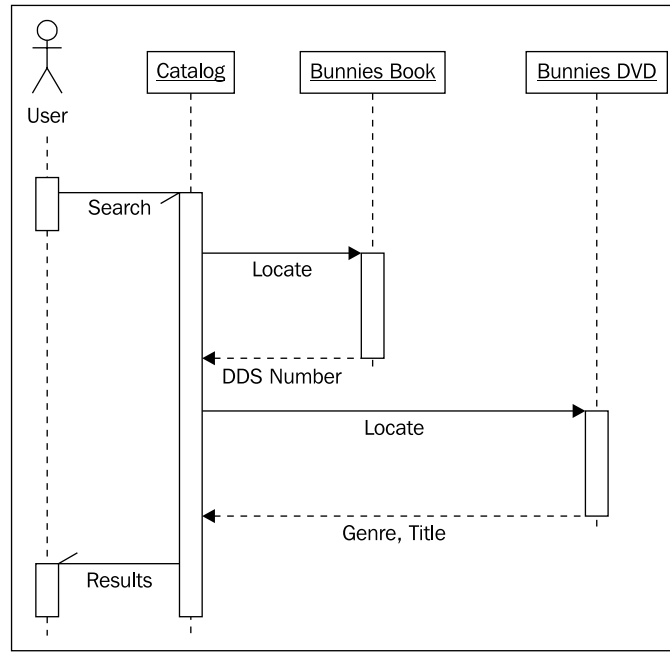 User
Catalog
Bunnies Book
Bunnies DVD
Search
Locate
DDS Number
Locate
Genre, Title
Results